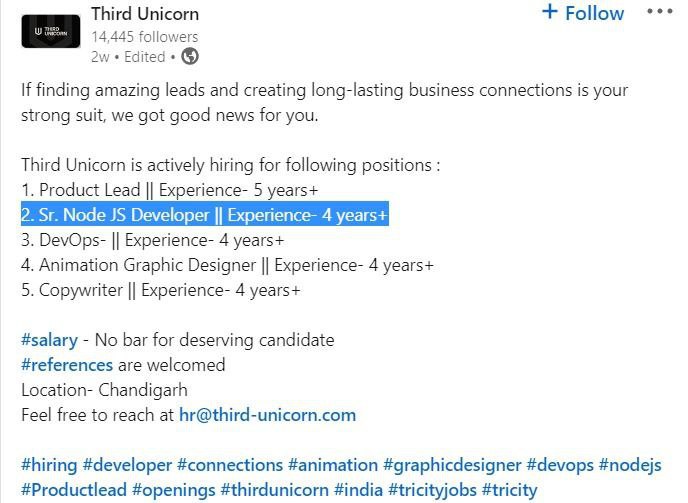 THIRD UNICORN
Third Unicorn
+ Follow
14,445 followers
2w • Edited •
If finding amazing leads and creating long-lasting business connections is your
strong suit, we got good news for you.
Third Unicorn is actively hiring for following positions :
1. Product Lead || Experience- 5 years+
2. Sr. Node JS Developer || Experience- 4 years+
3. DevOps- || Experience- 4 years+
4. Animation Graphic Designer || Experience- 4 years+
5. Copywriter || Experience- 4 years+
#salary - No bar for deserving candidate
#references are welcomed
Location- Chandigarh
Feel free to reach at hr@third-unicorn.com
#hiring #developer #connections #animation #graphicdesigner #devops #nodejs
#Productlead #openings #thirdunicorn #india #tricityjobs #tricity